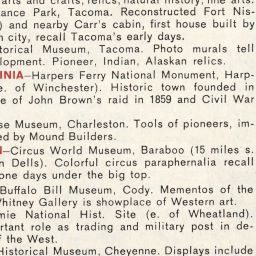 arts and crafts, relics, natural history, fine arts.
ance Park, Tacoma. Reconstructed Fort Nis-
) and nearby Carr's cabin, first house built by
n city, recall Tacoma's early days.
torical Museum, Tacoma. Photo murals tell
lopment. Pioneer, Indian, Alaskan relics.
INIA—Harpers Ferry National Monument, Harp-
e. of Winchester). Historic town founded in
e of John Brown's raid in 1859 and Civil War
se Museum, Charleston. Tools of pioneers, im-
ed by Mound Builders.
—Circus World Museum, Baraboo (15 miles s.
n Dells). Colorful circus paraphernalia recall
one days under the big top.
Buffalo Bill Museum, Cody. Mementos of the
Whitney Gallery is showplace of Western art.
mie National Hist. Site (e. of Wheatland).
rtant role as trading and military post in de-
f the West.
Historical Museum, Cheyenne. Displays include